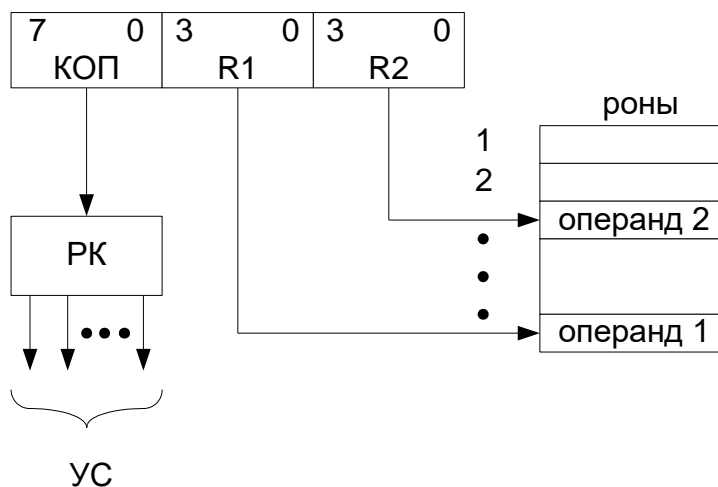 7 0 3 0 3 0
КОП R1 R2
роны
1
2
операнд 2
РК
операнд 1
УС